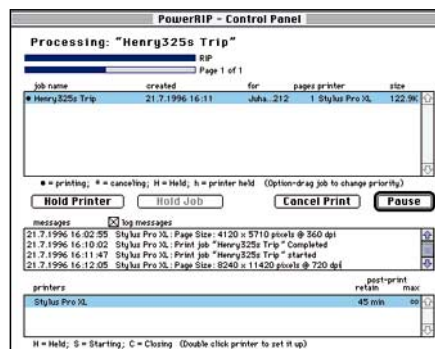 PowerRIP - Control Panel
Processing: "Henry325s Trip"
RIP
Page 1 of 1
job name created for pages printer size
• Henry325s Trip 21.7.1996 16:11 Juha...212 1 Stylus Pro XL 122.9K
• = printing; * = canceling; H = Held; h = printer held (Option-drag job to change priority)
Hold Printer Hold Job Cancel Print Pause
messages log messages
21.7.1996 16:02:55 Stylus Pro XL: Page Size: 4120 x 5710 pixels @ 360 dpi
21.7.1996 16:10:02 Stylus Pro XL: Print job "Henry325s Trip" Completed
21.7.1996 16:11:47 Stylus Pro XL: Print job "Henry325s Trip" started
21.7.1996 16:12:05 Stylus Pro XL: Page Size: 8240 x 11420 pixels @ 720 dpi
post-print
printers retain max
Stylus Pro XL 45 min ∞
H = Held; S = Starting; C = Closing (Double click printer to set it up)